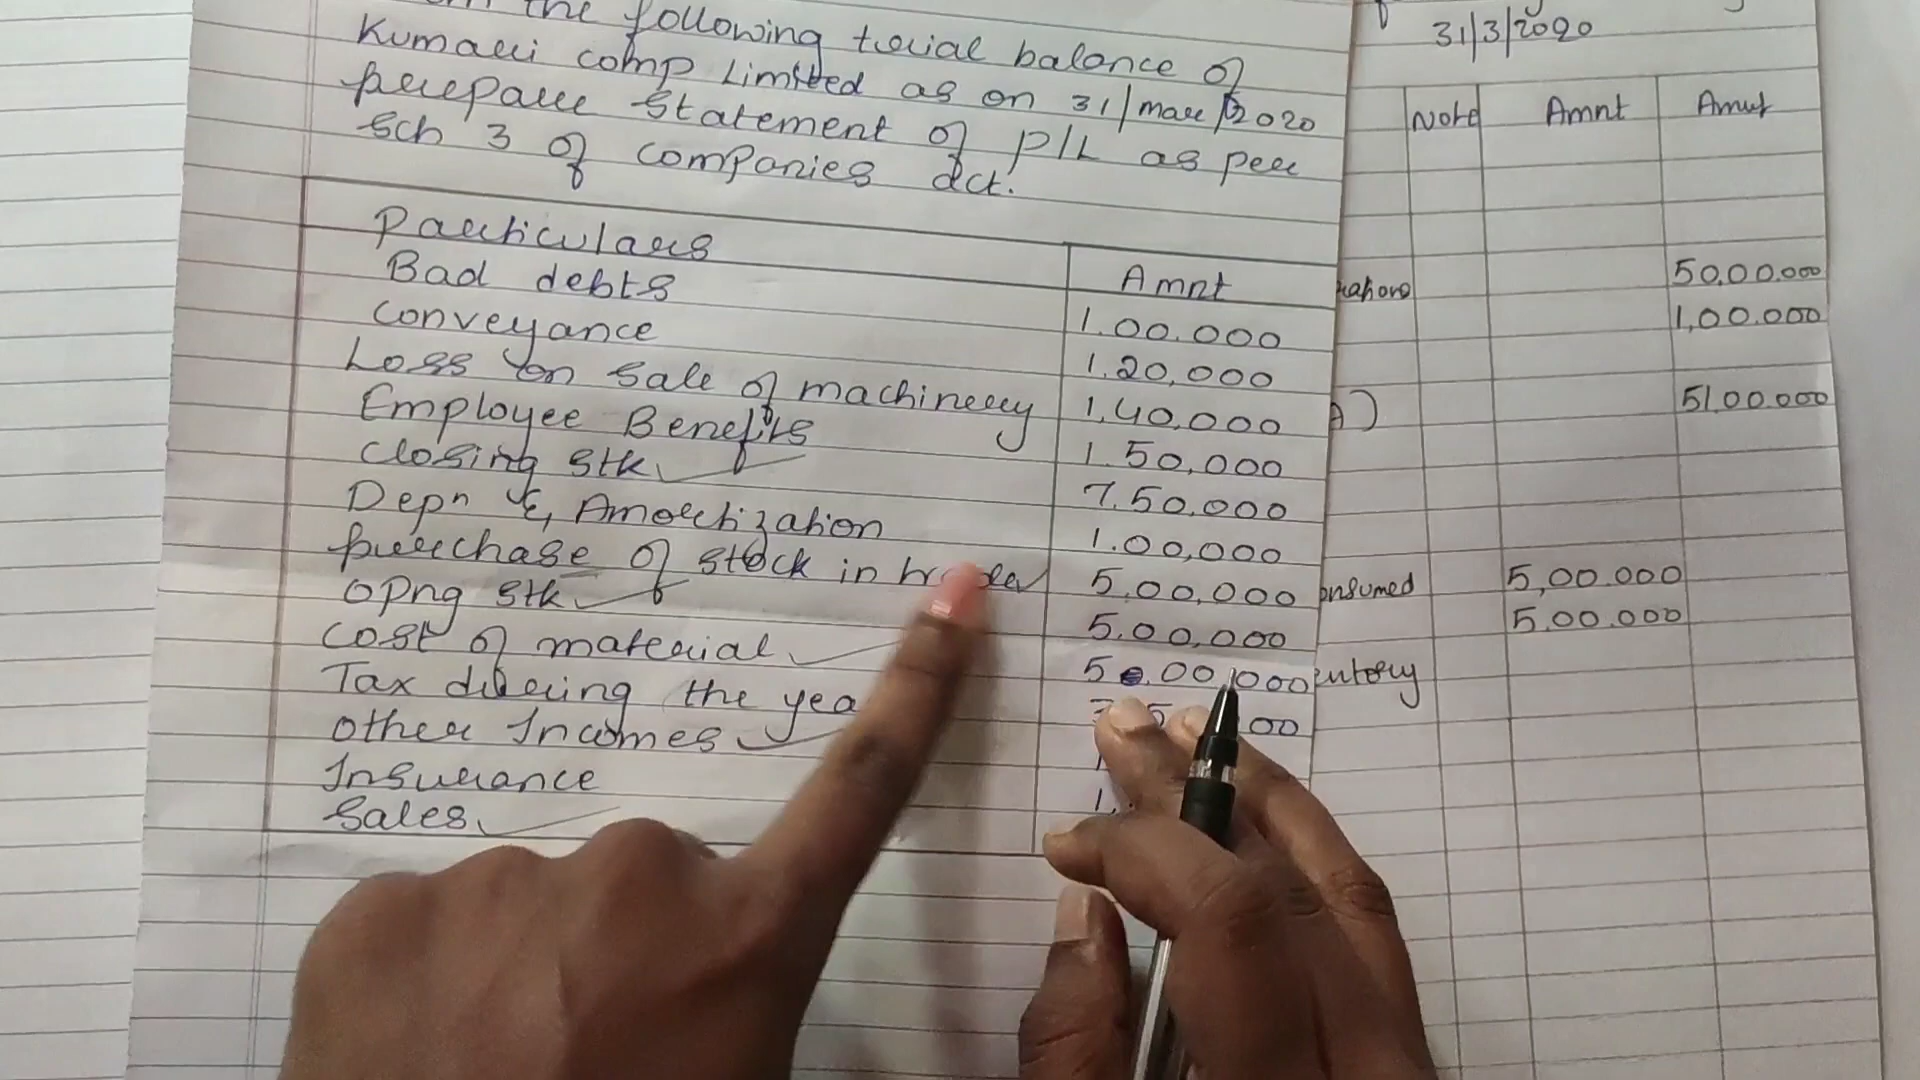 the following trial balance of
Kumari comp Limited as on 31/mar/2020
prepare statement of P/L as per
Sch 3 of companies Act.
Particulars Amnt
Bad debts 1.00.000
Conveyance 1.20,000
Loss on sale of machinery 1,40,000
Employee Benefits 1.50,000
Closing stk 7.50.000
Depn & Amortization 1.00,000
purchase of stock in 5.00,000
Opng stk 5.00,000
Cost of material 5.00,000
Tax during the
Other Incomes
Insurance
Sales
31/3/2020
Note Amnt Amnt
50,00.000
1,00.000
51,00.000
onsumed 5,00.000
5,00.000
entory